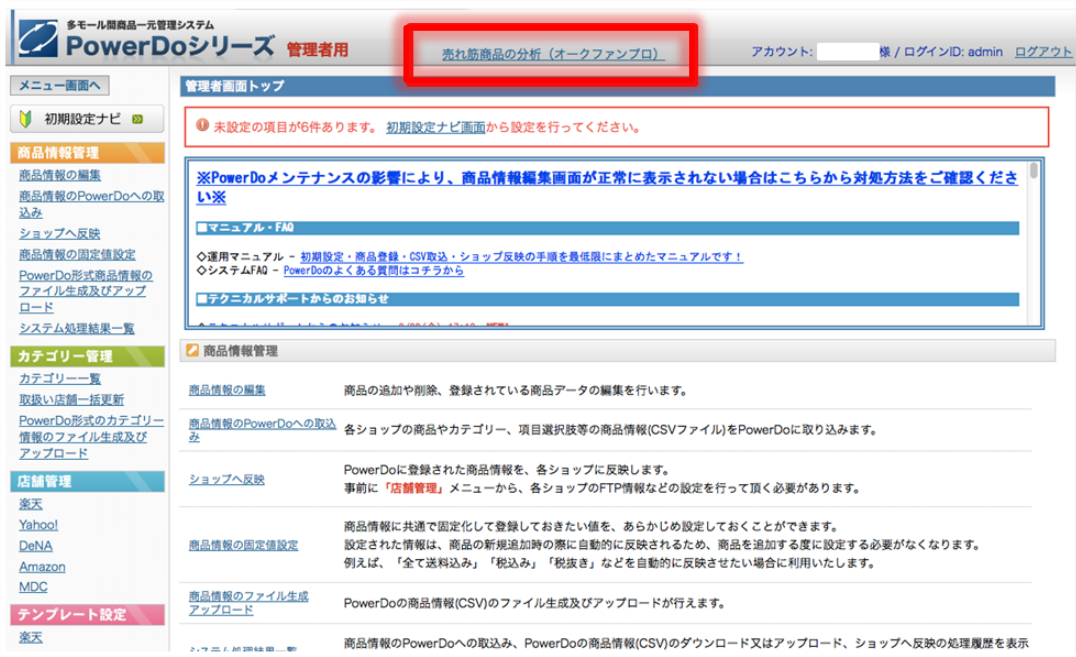 多モール間商品一元管理システム
PowerDoシリーズ 管理者用
売れ筋商品の分析（オークファンプロ）
アカウント: 様 / ログインID: admin ログアウト
メニュー画面へ
初期設定ナビ
商品情報管理
商品情報の編集
商品情報のPowerDoへの取
込み
ショップへ反映
商品情報の固定値設定
PowerDo形式商品情報の
ファイル生成及びアップ
ロード
システム処理結果一覧
カテゴリー管理
カテゴリー一覧
取扱い店舗一括更新
PowerDo形式のカテゴリー
情報のファイル生成及び
アップロード
店舗管理
楽天
Yahoo!
DeNA
Amazon
MDC
テンプレート設定
楽天
管理者画面トップ
未設定の項目が6件あります。 初期設定ナビ画面から設定を行ってください。
※PowerDoメンテナンスの影響により、商品情報編集画面が正常に表示されない場合はこちらから対処方法をご確認くださ
い※
■マニュアル・FAQ
◇運用マニュアル - 初期設定・商品登録・CSV取込・ショップ反映の手順を最低限にまとめたマニュアルです！
◇システムFAQ - PowerDoのよくある質問はコチラから
■テクニカルサポートからのお知らせ
商品情報管理
商品情報の編集 商品の追加や削除、登録されている商品データの編集を行います。
商品情報のPowerDoへの取込
み
各ショップの商品やカテゴリー、項目選択肢等の商品情報(CSVファイル)をPowerDoに取り込みます。
ショップへ反映
PowerDoに登録された商品情報を、各ショップに反映します。
事前に「店舗管理」メニューから、各ショップのFTP情報などの設定を行って頂く必要があります。
商品情報の固定値設定
商品情報に共通で固定化して登録しておきたい値を、あらかじめ設定しておくことができます。
設定された情報は、商品の新規追加時の際に自動的に反映されるため、商品を追加する度に設定する必要がなくなります。
例えば、「全て送料込み」「税込み」「税抜き」などを自動的に反映させたい場合に利用いたします。
商品情報のファイル生成
アップロード
PowerDoの商品情報(CSV)のファイル生成及びアップロードが行えます。
システム処理結果一覧
商品情報のPowerDoへの取込み、PowerDoの商品情報(CSV)のダウンロード又はアップロード、ショップへ反映の処理履歴を表示